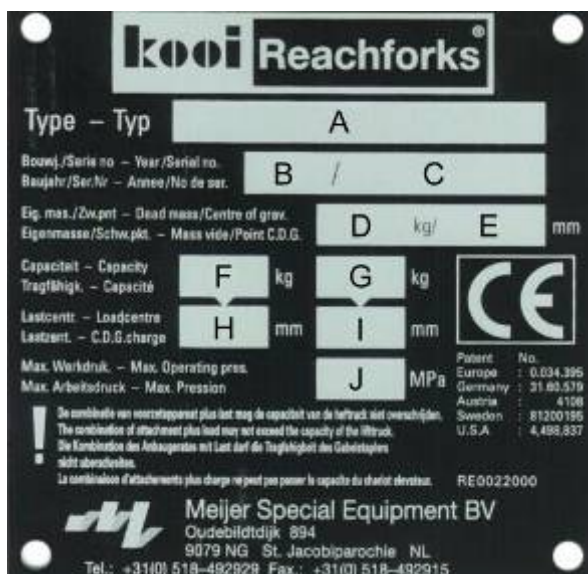 kooi Reachforks®
Type – Typ A
Bouwj./Serie no – Year/Serial no.
Baujahr/Ser.Nr – Annee/No de ser.
B / C
Eig. mas./Zw.pnt – Dead mass/Centre of grav.
Eigenmasse/Schw.pkt. – Mass vide/Point C.D.G.
D kg/ E mm
Capaciteit – Capacity
Tragfähigk. – Capacité
F kg G kg
Lastcentr. – Loadcentre
Lastzent. – C.D.G.charge
H mm I mm
CE
Max. Werkdruk. – Max. Operating pres.
Max. Arbeitsdruck – Max. Pression
J MPa
Patent No.
Europe : 0.034.395
Germany : 31.60.578
Austria : 4108
Sweden : 81200195
U.S.A : 4,498,837
! De combinatie van voorzetapparaat plus last mag de capaciteit van de heftruck niet overschrijden.
The combination of attachment plus load may not exceed the capacity of the lifttruck.
Die Kombination des Anbaugerates mit Last darf die Tragfähigkeit des Gabelstaplers
nicht uberschreiten.
La combinaison d'attachements plus charge ne peut pas passer la capacite du chariot elevateur.
RE0022000
Meijer Special Equipment BV
Oudebildtdijk 894
9079 NG St. Jacobiparochie NL
Tel.: +31(0) 518–492929 Fax.: +31(0) 518–492915